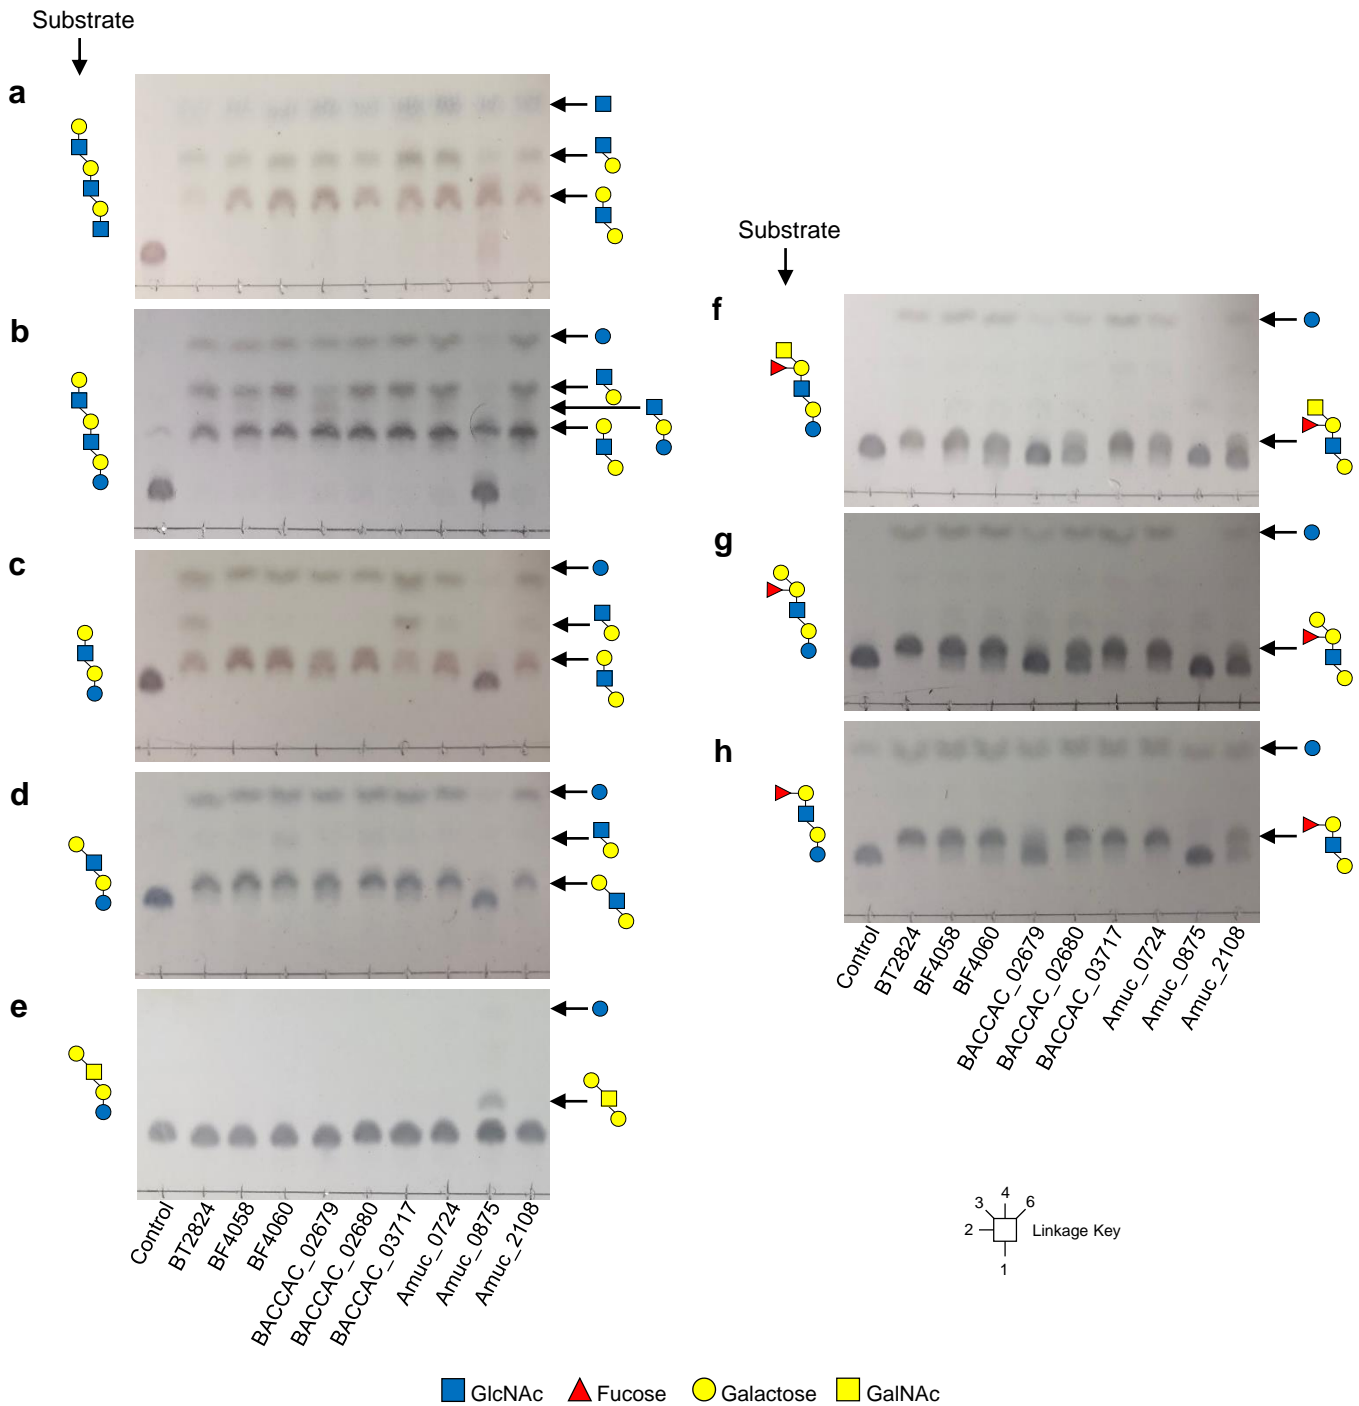 Substrate
a
b
c
d
e
Control
BT2824
BF4058
BF4060
BACCAC_02679
BACCAC_02680
BACCAC_03717
Amuc_0724
Amuc_0875
Amuc_2108
Substrate
f
g
h
Control
BT2824
BF4058
BF4060
BACCAC_02679
BACCAC_02680
BACCAC_03717
Amuc_0724
Amuc_0875
Amuc_2108
3 4 6
2 Linkage Key
1
GlcNAc Fucose Galactose GalNAc